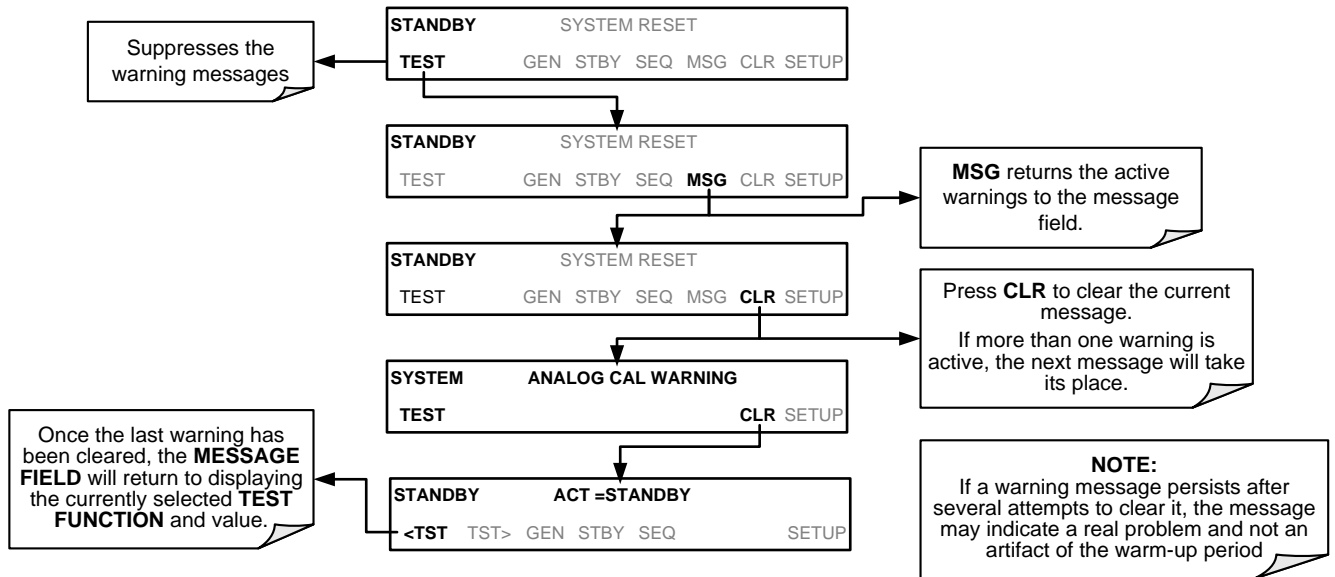 Suppresses the
warning messages
STANDBY SYSTEM RESET
TEST GEN STBY SEQ MSG CLR SETUP
STANDBY SYSTEM RESET
TEST GEN STBY SEQ MSG CLR SETUP
MSG returns the active
warnings to the message
field.
STANDBY SYSTEM RESET
TEST GEN STBY SEQ MSG CLR SETUP
Press CLR to clear the current
message.
If more than one warning is
active, the next message will take
its place.
SYSTEM ANALOG CAL WARNING
TEST CLR SETUP
Once the last warning has
been cleared, the MESSAGE
FIELD will return to displaying
the currently selected TEST
FUNCTION and value.
STANDBY ACT =STANDBY
<TST TST> GEN STBY SEQ SETUP
NOTE:
If a warning message persists after
several attempts to clear it, the message
may indicate a real problem and not an
artifact of the warm-up period